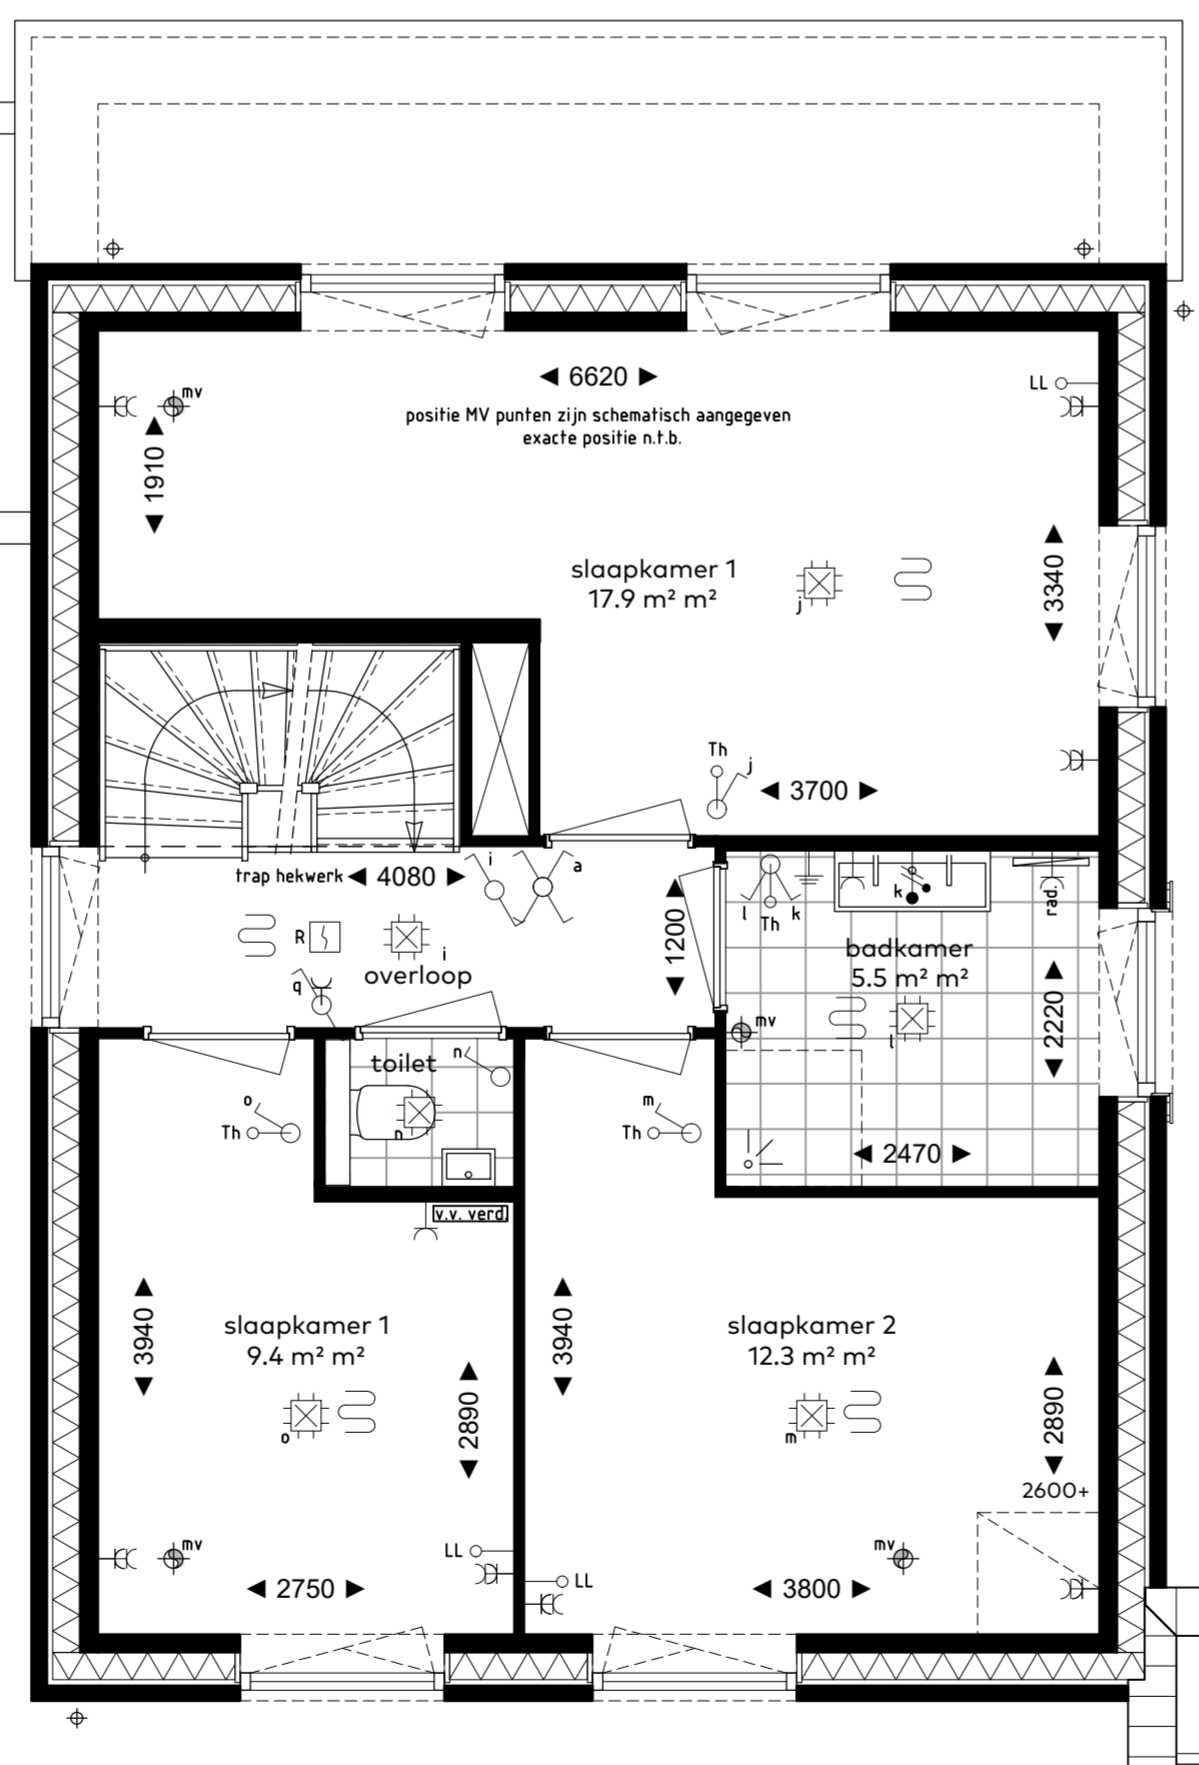 mv
6620
LL
positie MV punten zijn schematisch aangegeven
exacte positie n.t.b.
1910
slaapkamer 1
17.9 m² m²
j
3340
Th
j
3700
trap hekwerk
4080
i
a
l
Th
k
k
rad.
R
i
overloop
q
1200
badkamer
5.5 m² m²
mv
l
2220
toilet
n
n
o
Th
m
Th
2470
v.v. verd.
3940
slaapkamer 1
9.4 m² m²
2890
o
3940
slaapkamer 2
12.3 m² m²
2890
m
2600+
mv
LL
2750
mv
LL
3800